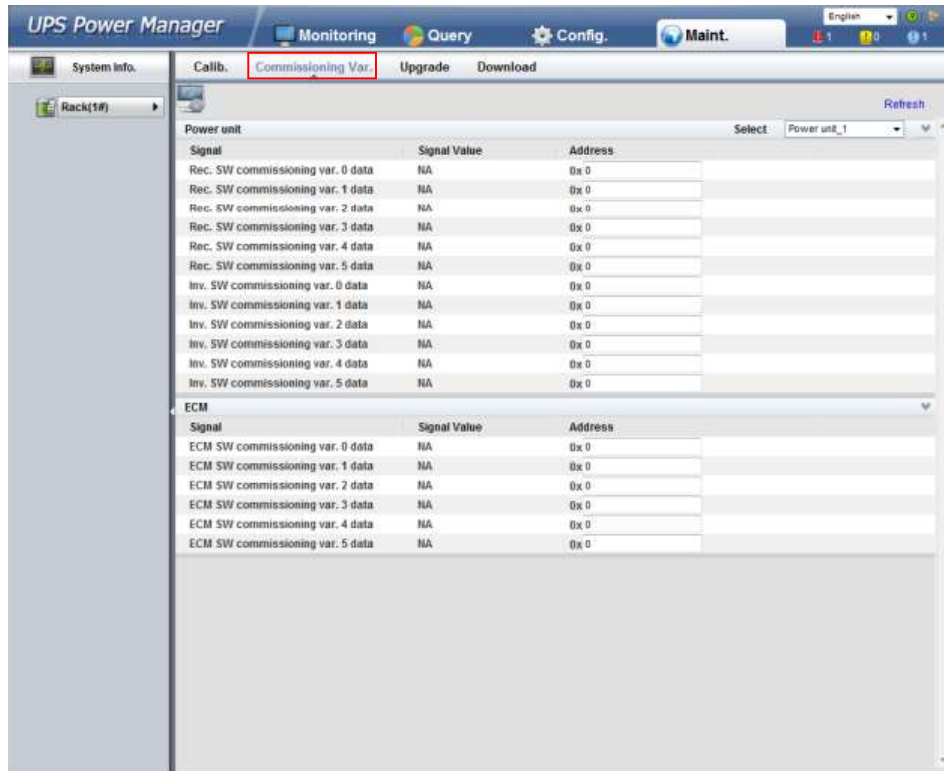 UPS Power Manager
Monitoring Query Config. Maint.
English
1 0 1
System Info. Calib. Commissioning Var. Upgrade Download
Rack(1#)
Refresh
Power unit Select Power unit_1
Signal Signal Value Address
Rec. SW commissioning var. 0 data NA 0x 0
Rec. SW commissioning var. 1 data NA 0x 0
Rec. SW commissioning var. 2 data NA 0x 0
Rec. SW commissioning var. 3 data NA 0x 0
Rec. SW commissioning var. 4 data NA 0x 0
Rec. SW commissioning var. 5 data NA 0x 0
Inv. SW commissioning var. 0 data NA 0x 0
Inv. SW commissioning var. 1 data NA 0x 0
Inv. SW commissioning var. 2 data NA 0x 0
Inv. SW commissioning var. 3 data NA 0x 0
Inv. SW commissioning var. 4 data NA 0x 0
Inv. SW commissioning var. 5 data NA 0x 0
ECM
Signal Signal Value Address
ECM SW commissioning var. 0 data NA 0x 0
ECM SW commissioning var. 1 data NA 0x 0
ECM SW commissioning var. 2 data NA 0x 0
ECM SW commissioning var. 3 data NA 0x 0
ECM SW commissioning var. 4 data NA 0x 0
ECM SW commissioning var. 5 data NA 0x 0